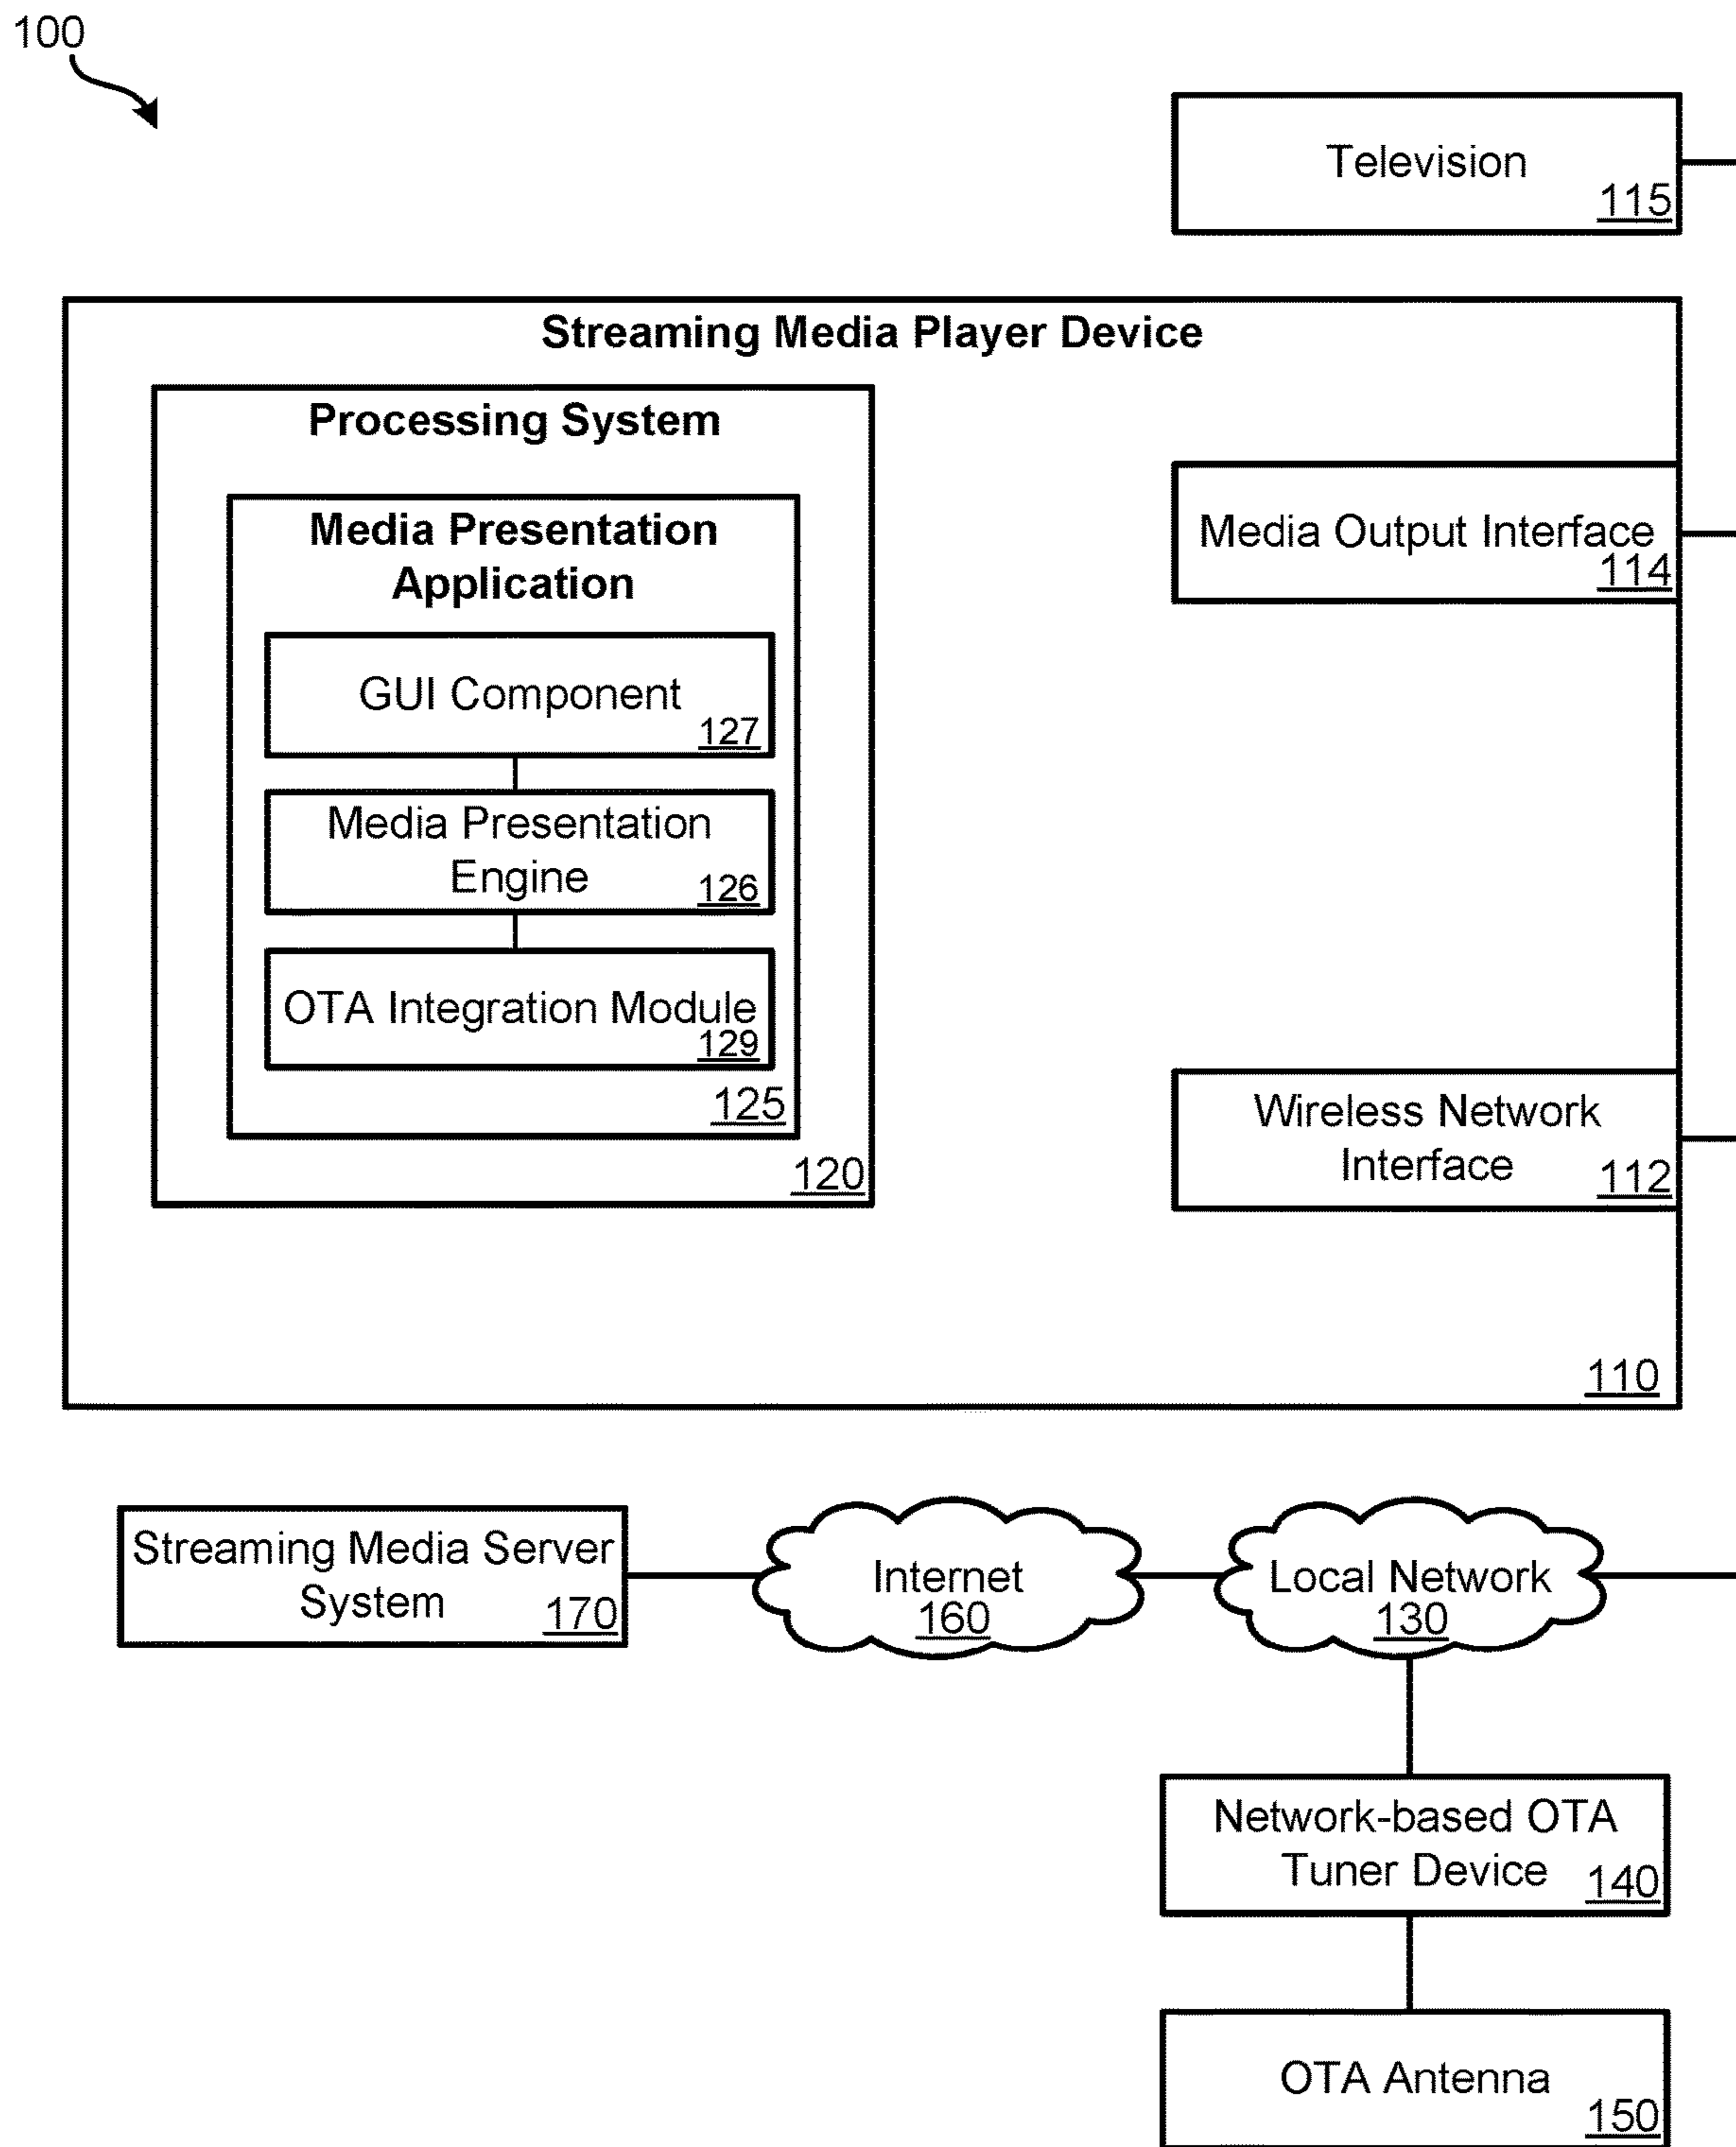 100
Television
115
Streaming Media Player Device
Processing System
Media Presentation
Application
GUI Component
127
Media Presentation
Engine
126
OTA Integration Module
129
125
120
Media Output Interface
114
Wireless Network
Interface
112
110
Streaming Media Server
System
170
Internet
160
Local Network
130
Network-based OTA
Tuner Device
140
OTA Antenna
150